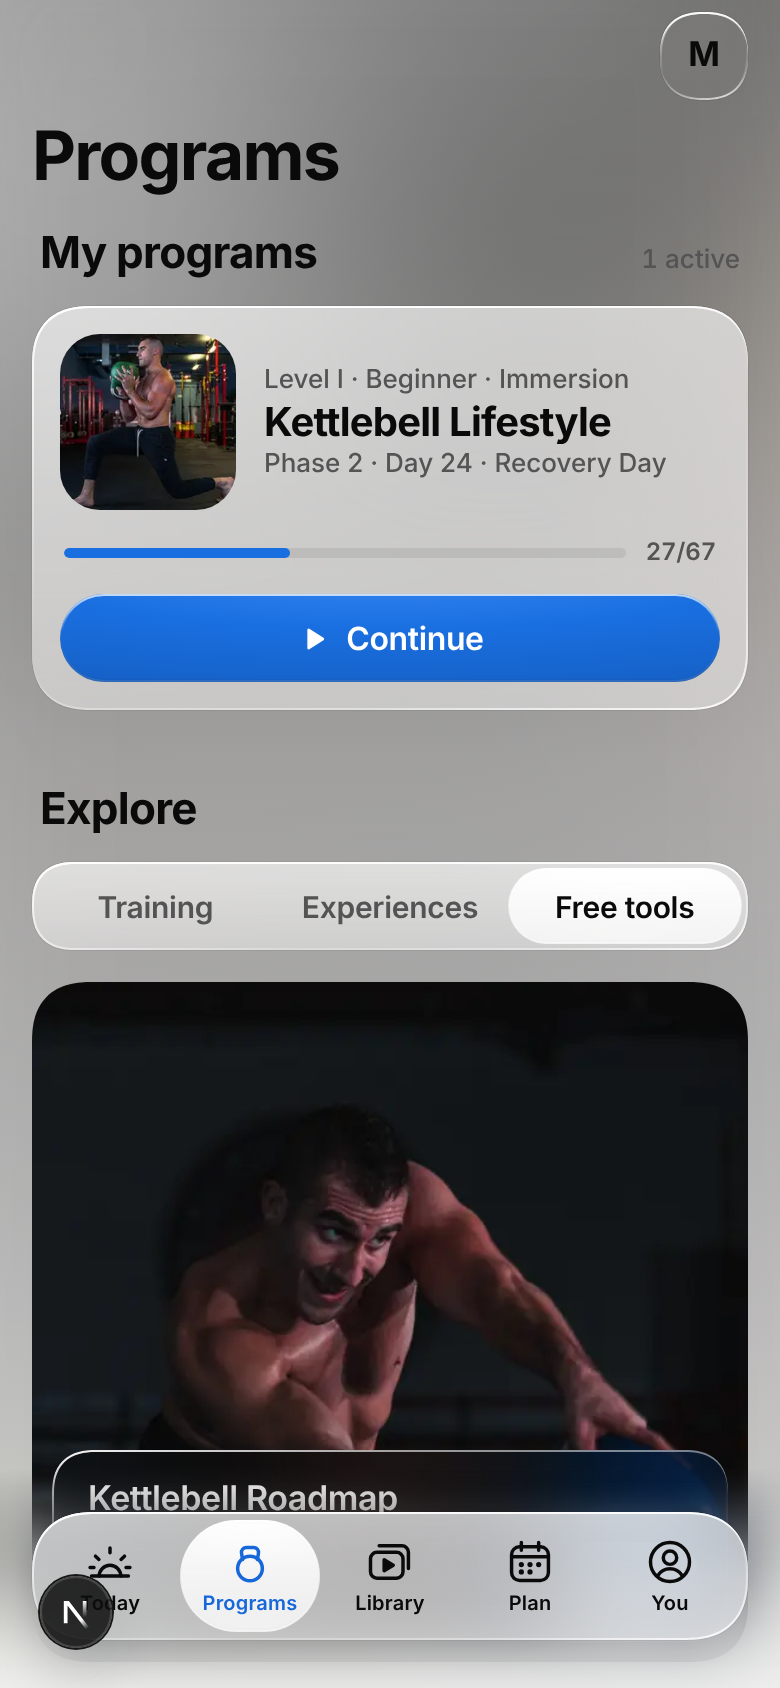 M
Programs
My programs
1 active
Level I · Beginner · Immersion
Kettlebell Lifestyle
Phase 2 · Day 24 · Recovery Day
27/67
Continue
Explore
Training
Experiences
Free tools
Kettlebell Roadmap
Today
Programs
Library
Plan
You
N